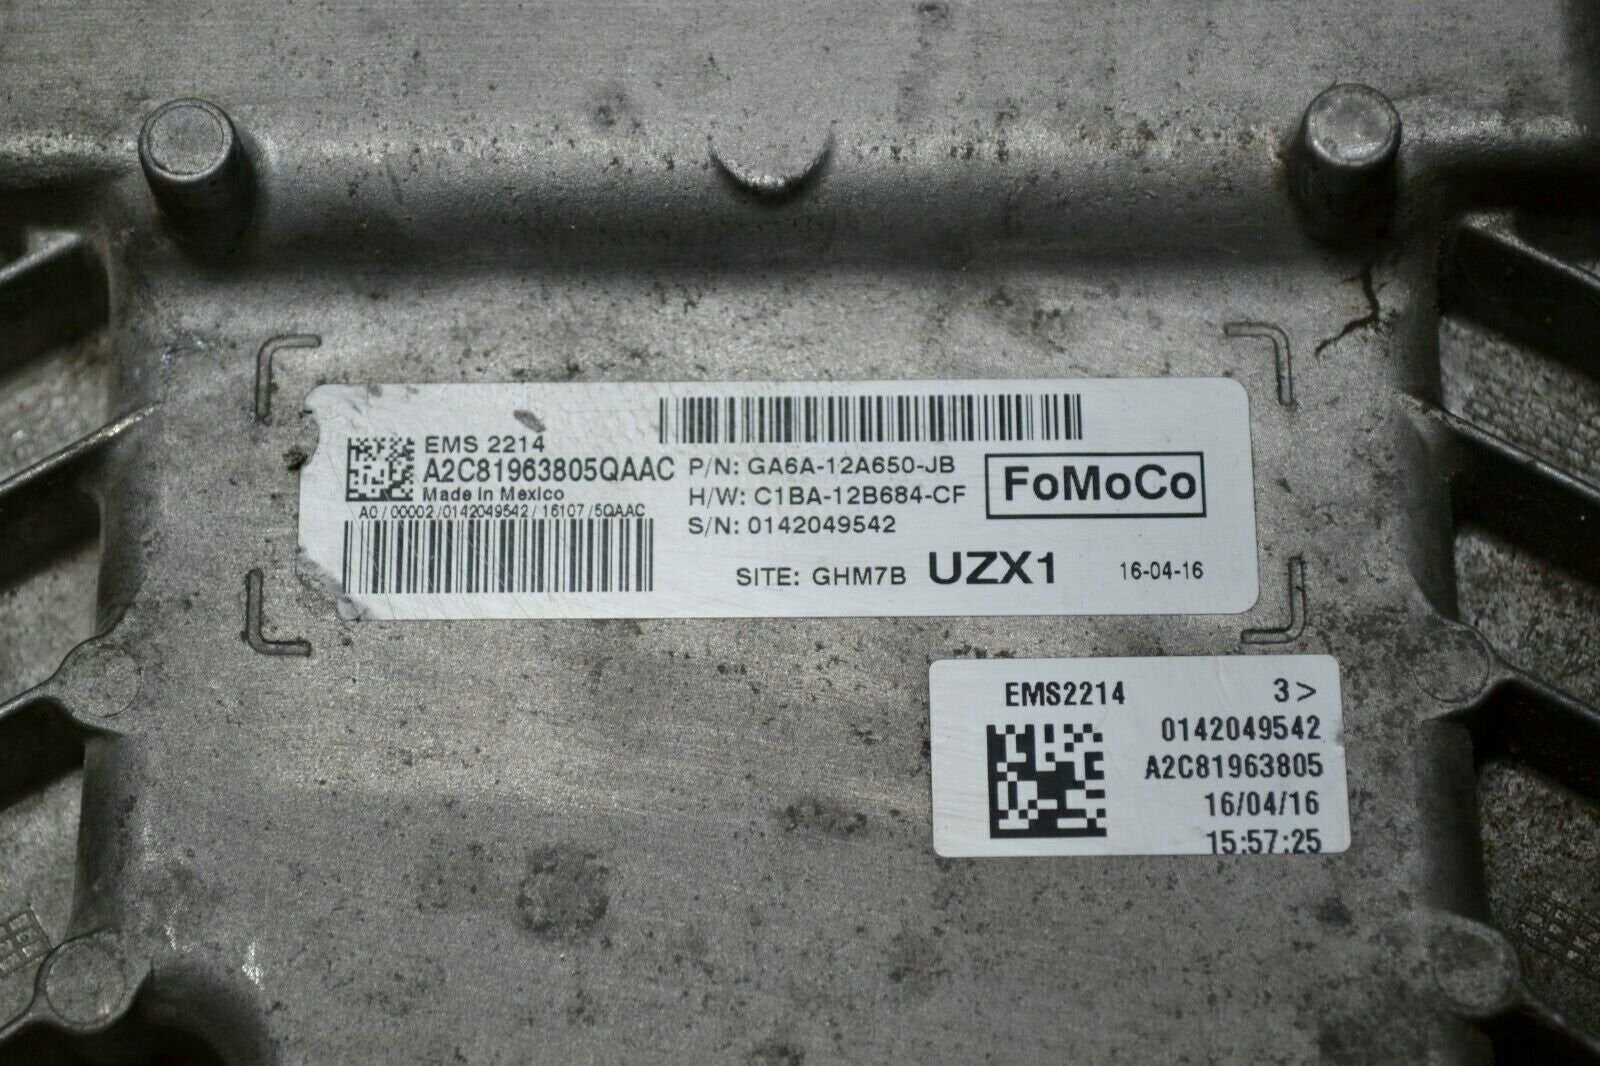 EMS 2214
A2C81963805QAAC
Made in Mexico
A0/00002/0142049542/16107/5QAAC
P/N: GA6A-12A650-JB
H/W: C1BA-12B684-CF
S/N: 0142049542
FoMoCo
SITE: GHM7B UZX1 16-04-16
EMS2214 3>
0142049542
A2C81963805
16/04/16
15:57:25